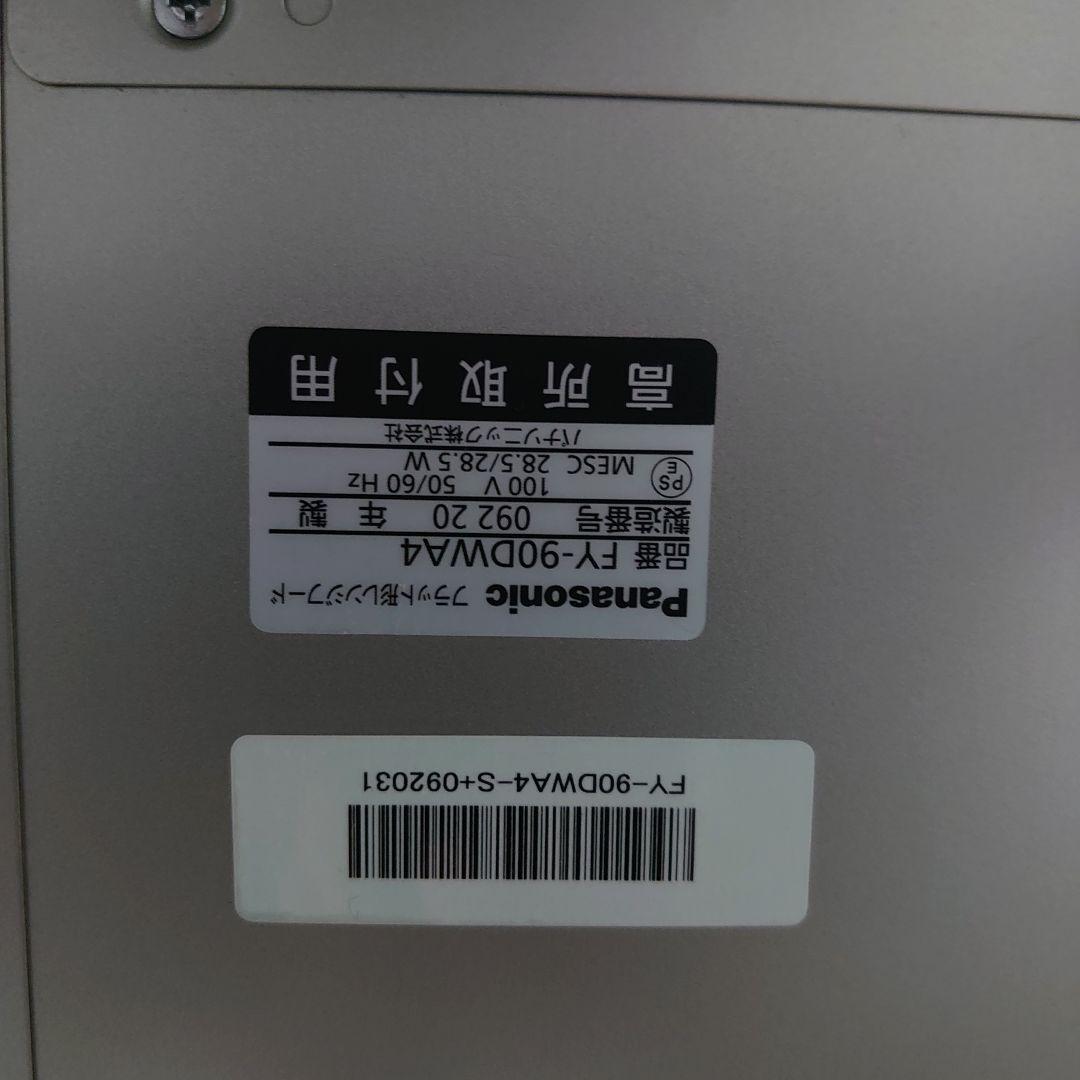 Panasonic フラット形レンジフード
品番 FY-90DWA4
製造番号 092 20 年 製
PS E 100 V 50/60 Hz
MESC 28.5/28.5 W
パナソニック株式会社
高所取付用
FY-90DWA4-S+092031